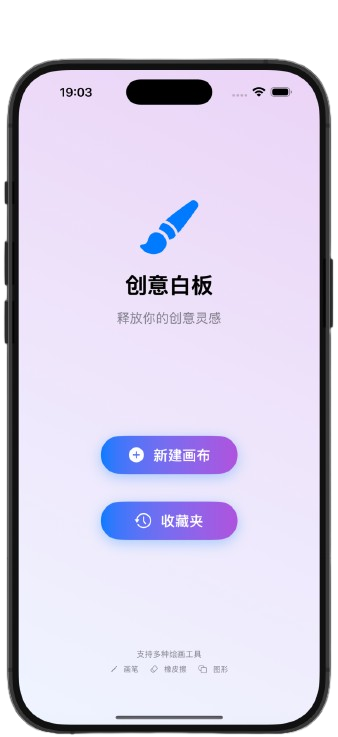 19:03
创意白板
释放你的创意灵感
新建画布
收藏夹
支持多种绘画工具
画笔 橡皮擦 图形